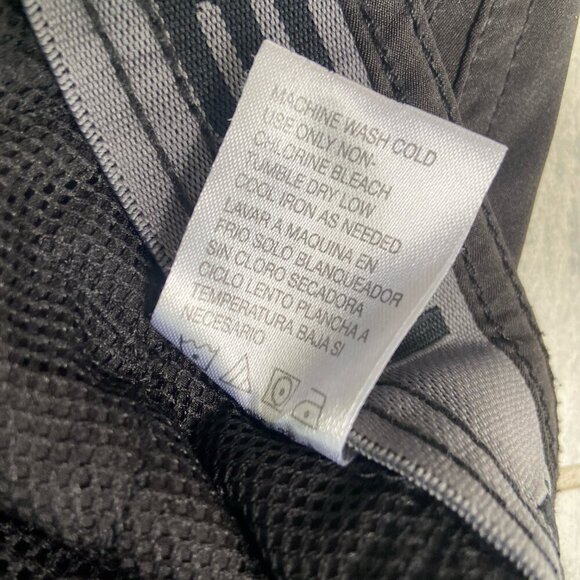 MACHINE WASH COLD
USE ONLY NON-
CHLORINE BLEACH
TUMBLE DRY LOW
COOL IRON AS NEEDED
LAVAR A MAQUINA EN
FRIO SOLO BLANQUEADOR
SIN CLORO SECADORA
CICLO LENTO PLANCHA A
TEMPERATURA BAJA SI
NECESARIO